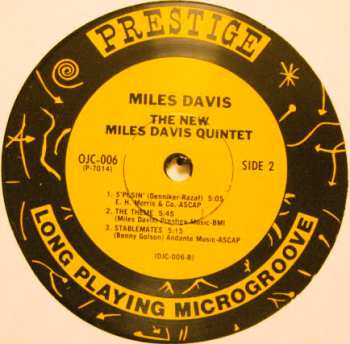 PRESTIGE
MILES DAVIS
THE NEW
MILES DAVIS QUINTET
OJC-006
(P-7014)
SIDE 2
1. S'POSIN' (Denniker-Razaf) 5:05
E. H. Morris & Co.-ASCAP
2. THE THEME 5:45
(Miles Davis) Prestige Music-BMI
3. STABLEMATES 5:15
(Benny Golson) Andante Music-ASCAP
(OJC-006-B)
LONG PLAYING MICROGROOVE